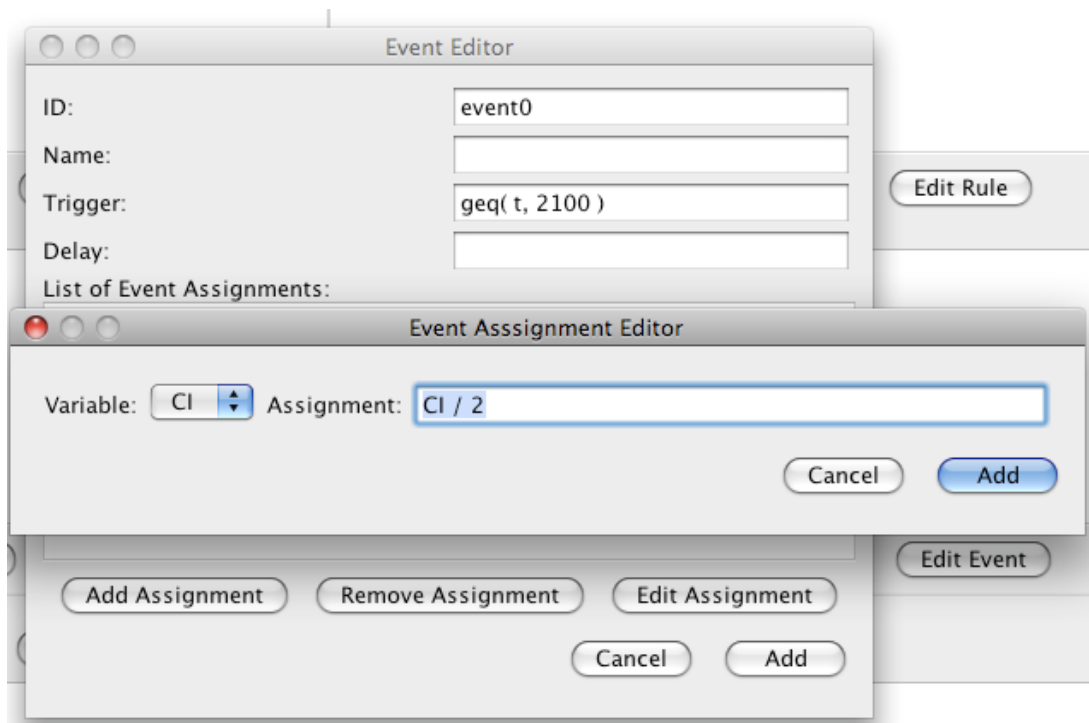 Event Editor
ID: event0
Name:
Trigger: geq( t, 2100 )
Edit Rule
Delay:
List of Event Assignments:
Event Asssignment Editor
Variable: CI Assignment: CI / 2
Cancel Add
Edit Event
Add Assignment Remove Assignment Edit Assignment
Cancel Add